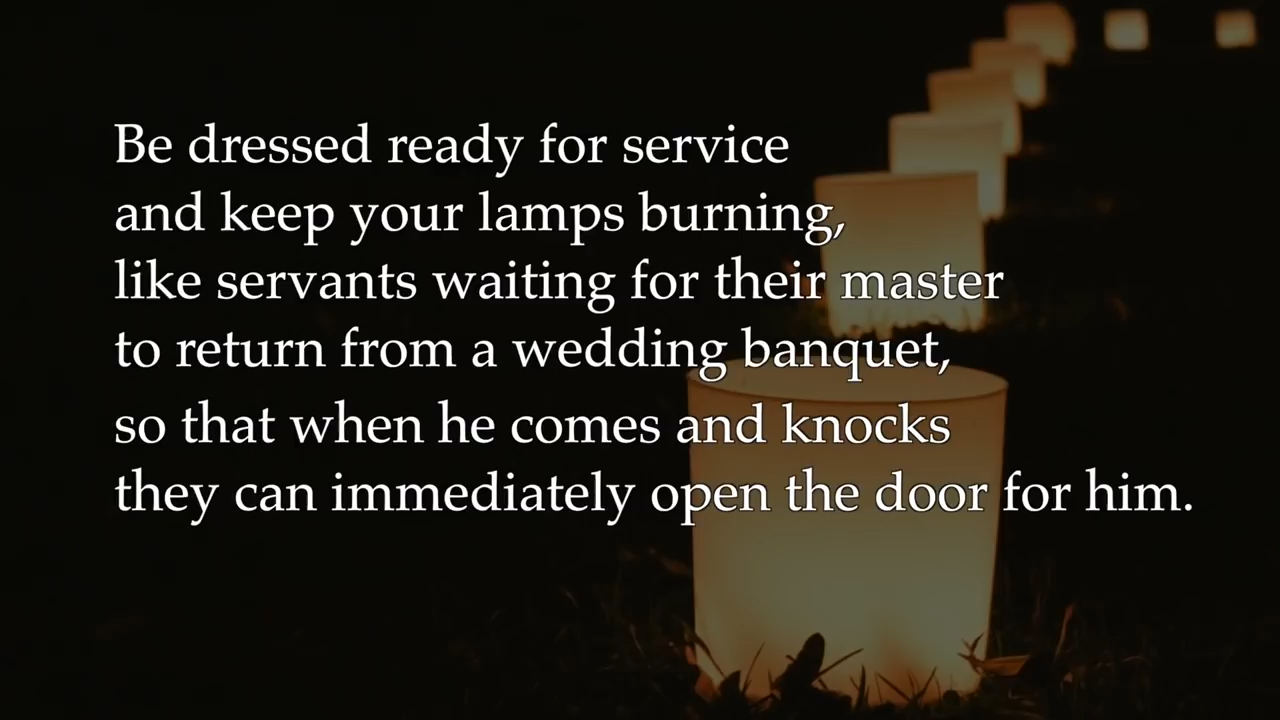 Be dressed ready for service
and keep your lamps burning,
like servants waiting for their master
to return from a wedding banquet,
so that when he comes and knocks
they can immediately open the door for him.